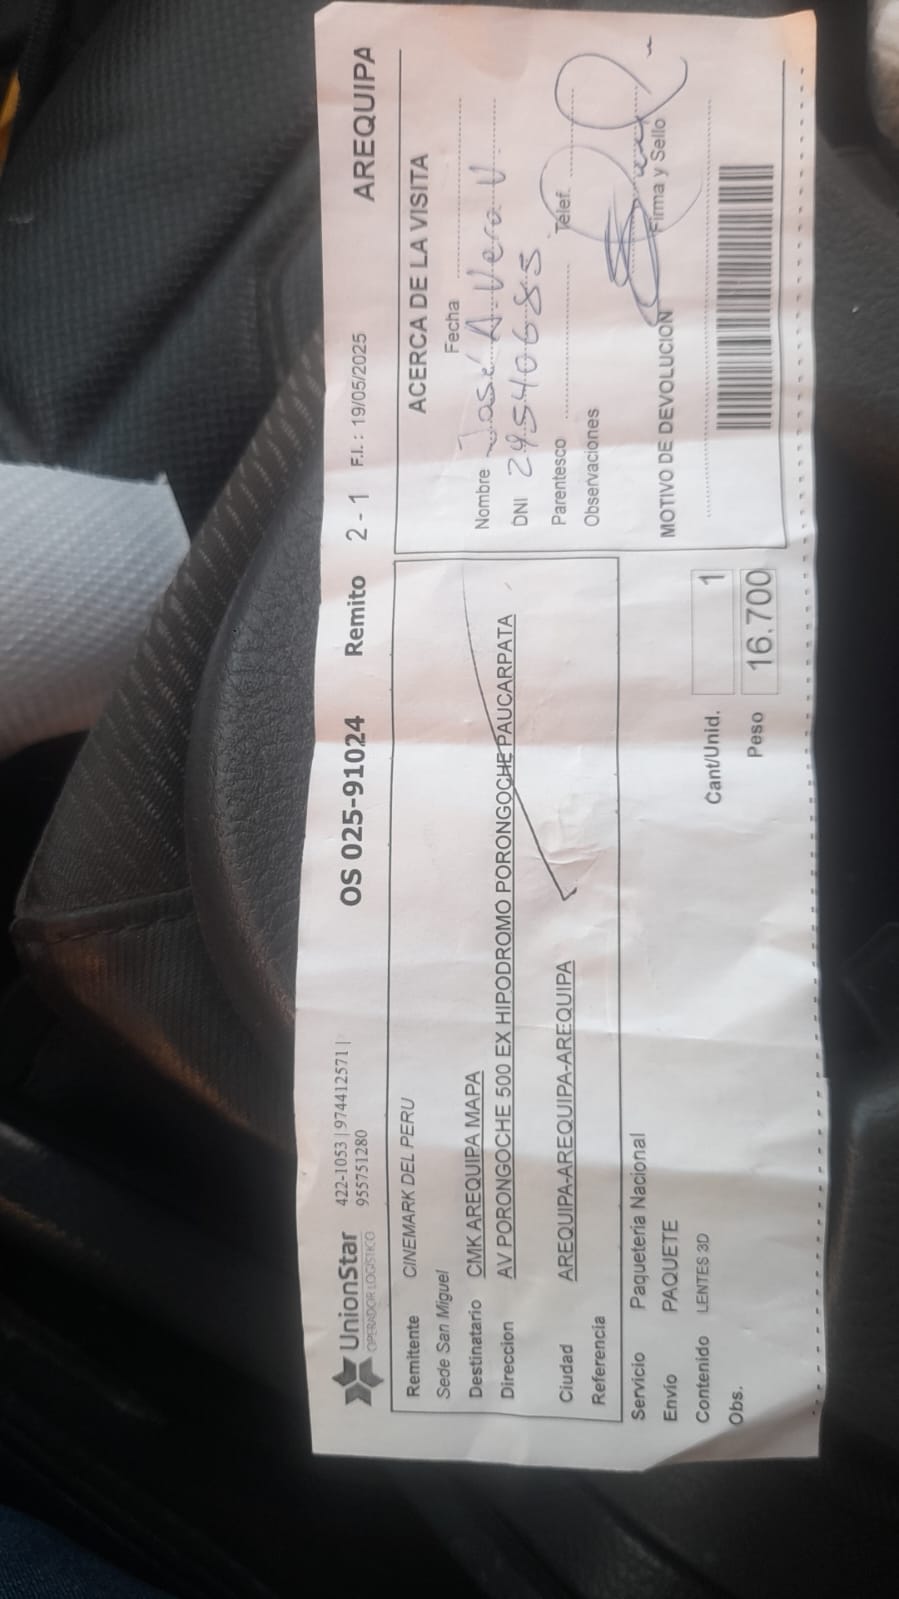 UnionStar
OPERADOR LOGISTICO
422-1053 | 974412571 |
955751280
OS 025-91024 Remito 2 - 1 F.I. : 19/05/2025 AREQUIPA
Remitente CINEMARK DEL PERU
Sede San Miguel
Destinatario CMK AREQUIPA MAPA
Direccion AV PORONGOCHE 500 EX HIPODROMO PORONGOCHE PAUCARPATA
Ciudad AREQUIPA-AREQUIPA-AREQUIPA
Referencia
Servicio Paqueteria Nacional
Envio PAQUETE
Contenido LENTES 3D
Obs.
Cant/Unid. 1
Peso 16.700
ACERCA DE LA VISITA
Fecha
Nombre José A. Vera V
DNI 29540685
Parentesco Telef.
Observaciones
Firma y Sello
MOTIVO DE DEVOLUCION